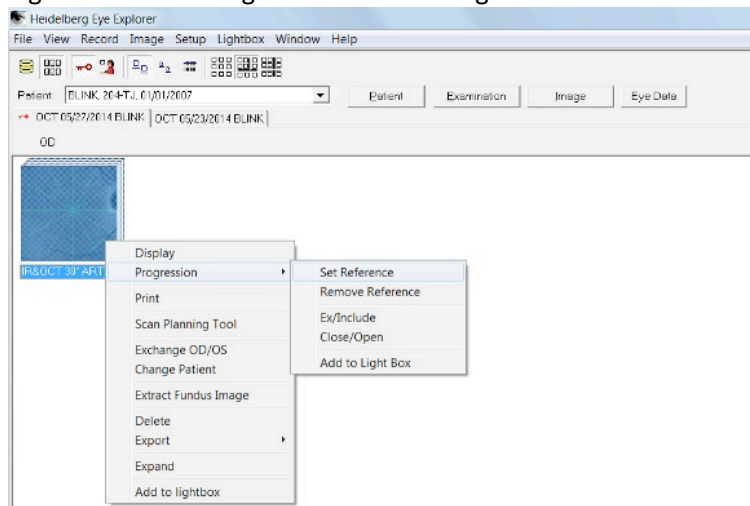 Heidelberg Eye Explorer
File View Record Image Setup Lightbox Window Help
Patient: BLINK, 204-TJ, 01/01/2007 Patient Examination Image Eye Data
OCT 05/27/2014 BLINK OCT 05/23/2014 BLINK
OD
IR&OCT 30° ART
Display
Progression
Print
Scan Planning Tool
Exchange OD/OS
Change Patient
Extract Fundus Image
Delete
Export
Expand
Add to lightbox
Set Reference
Remove Reference
Ex/Include
Close/Open
Add to Light Box